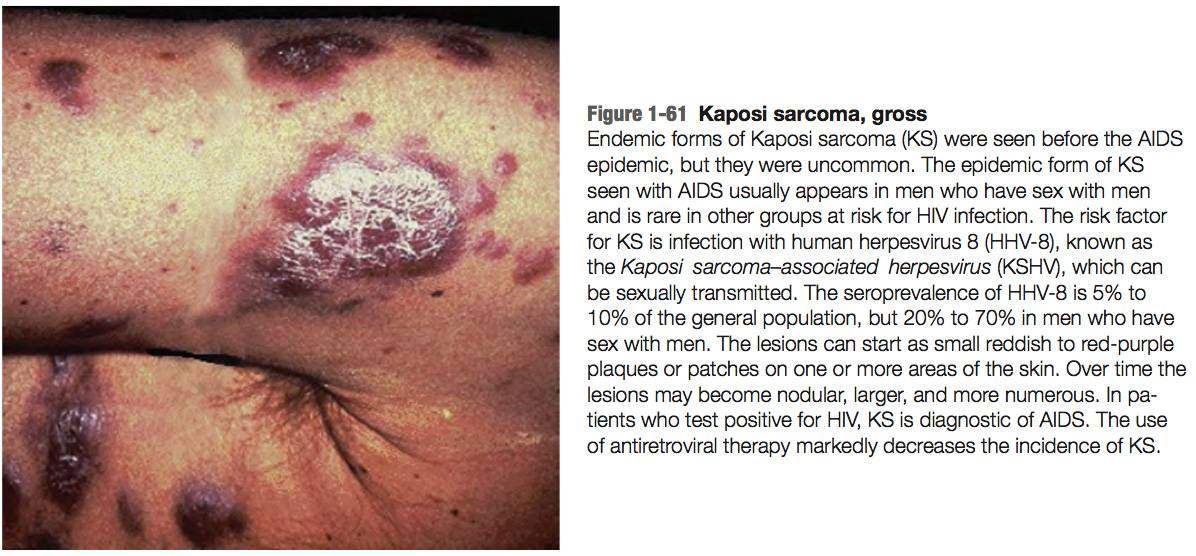 Figure 1-61 Kaposi sarcoma, gross
Endemic forms of Kaposi sarcoma (KS) were seen before the AIDS
epidemic, but they were uncommon. The epidemic form of KS
seen with AIDS usually appears in men who have sex with men
and is rare in other groups at risk for HIV infection. The risk factor
for KS is infection with human herpesvirus 8 (HHV-8), known as
the Kaposi sarcoma–associated herpesvirus (KSHV), which can
be sexually transmitted. The seroprevalence of HHV-8 is 5% to
10% of the general population, but 20% to 70% in men who have
sex with men. The lesions can start as small reddish to red-purple
plaques or patches on one or more areas of the skin. Over time the
lesions may become nodular, larger, and more numerous. In pa-
tients who test positive for HIV, KS is diagnostic of AIDS. The use
of antiretroviral therapy markedly decreases the incidence of KS.